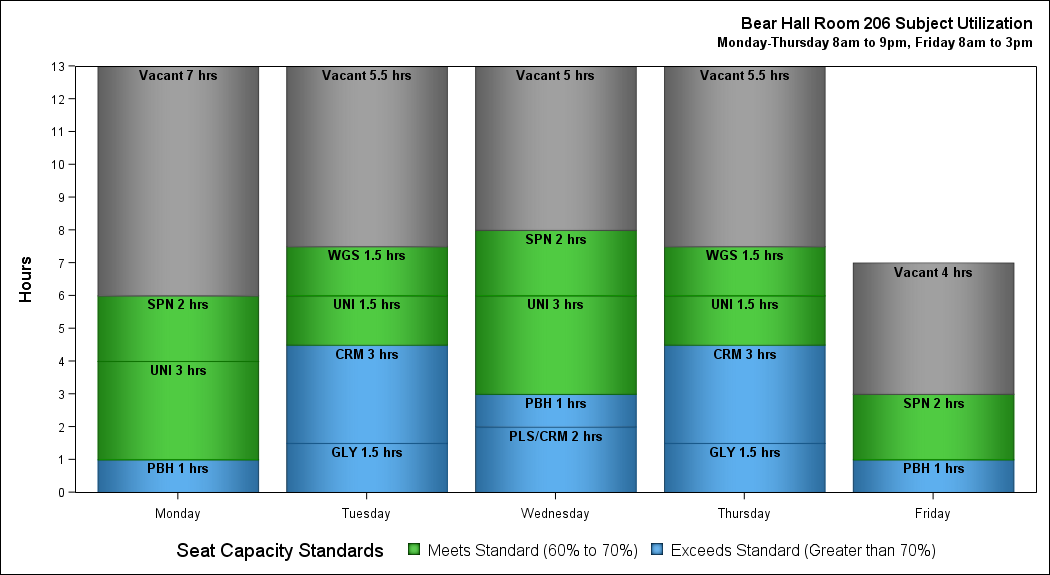 Bear Hall Room 206 Subject Utilization
Monday-Thursday 8am to 9pm, Friday 8am to 3pm
Hours
13
12
11
10
9
8
7
6
5
4
3
2
1
0
Vacant 7 hrs
SPN 2 hrs
UNI 3 hrs
PBH 1 hrs
Vacant 5.5 hrs
WGS 1.5 hrs
UNI 1.5 hrs
CRM 3 hrs
GLY 1.5 hrs
Vacant 5 hrs
SPN 2 hrs
UNI 3 hrs
PBH 1 hrs
PLS/CRM 2 hrs
Vacant 5.5 hrs
WGS 1.5 hrs
UNI 1.5 hrs
CRM 3 hrs
GLY 1.5 hrs
Vacant 4 hrs
SPN 2 hrs
PBH 1 hrs
Monday Tuesday Wednesday Thursday Friday
Seat Capacity Standards Meets Standard (60% to 70%) Exceeds Standard (Greater than 70%)